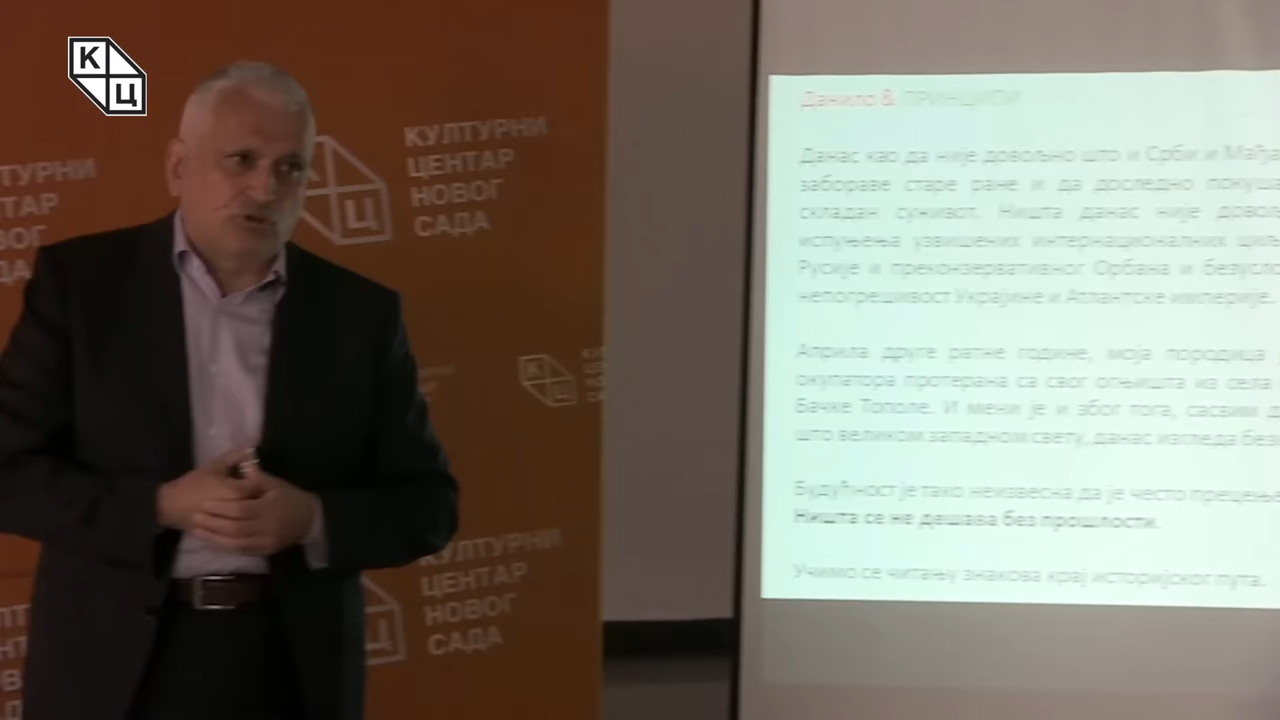 К
Ц
КУЛТУРНИ
ЦЕНТАР
НОВОГ
САДА
К
Ц
КУЛТУРНИ
ЦЕНТАР
НОВОГ
САДА
Данило & ПРИНЦИПИ
Данас као да није довољно што и Срби и Мађа
забораве старе ране и да доследно покуша
складан суживот. Ништа данас није довол
испуњења узвишених интернационалних циљ
Русије и преконзервативног Орбана и безусло
непогрешивост Украјине и Атлантске империје.
Априла друге ратне године, моја породица
окупатора протерана са свог огњишта из села
Бачке Тополе. И мени је и због тога, сасвим д
што великом западном свету, данас изгледа без
Будућност је тако неизвесна да је често прецење
Ништа се не дешава без прошлости.
Учимо се читању знакова крај историјског пута.